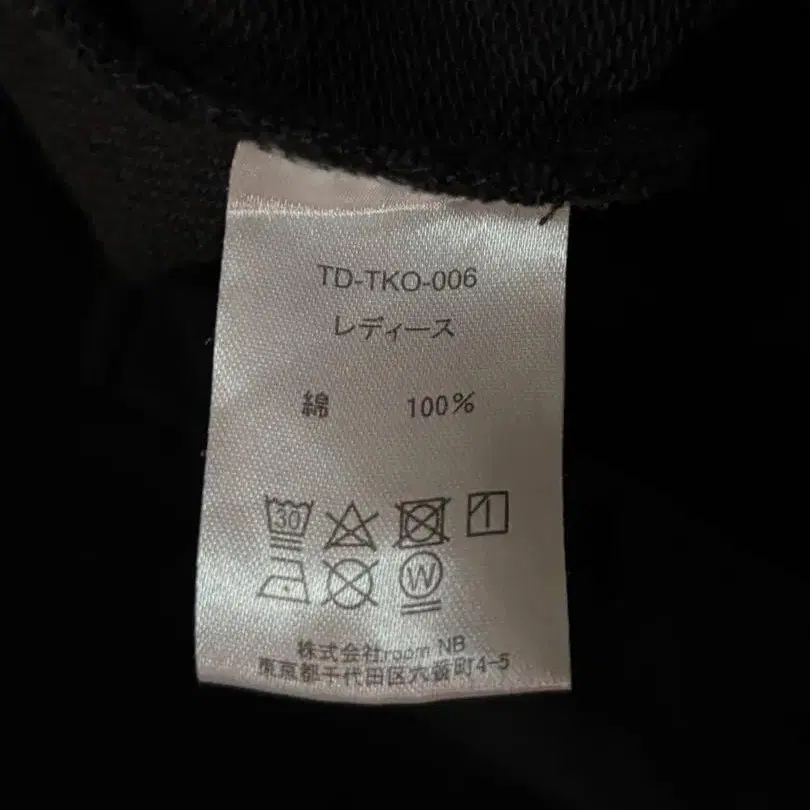 TD-TKO-006
レディース
綿 100%
30
W
株式会社room NB
東京都千代田区六番町4-5